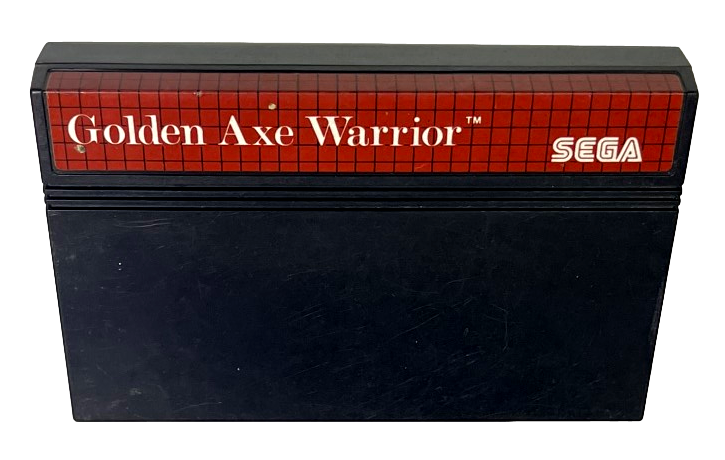 Golden Axe Warrior™
SEGA